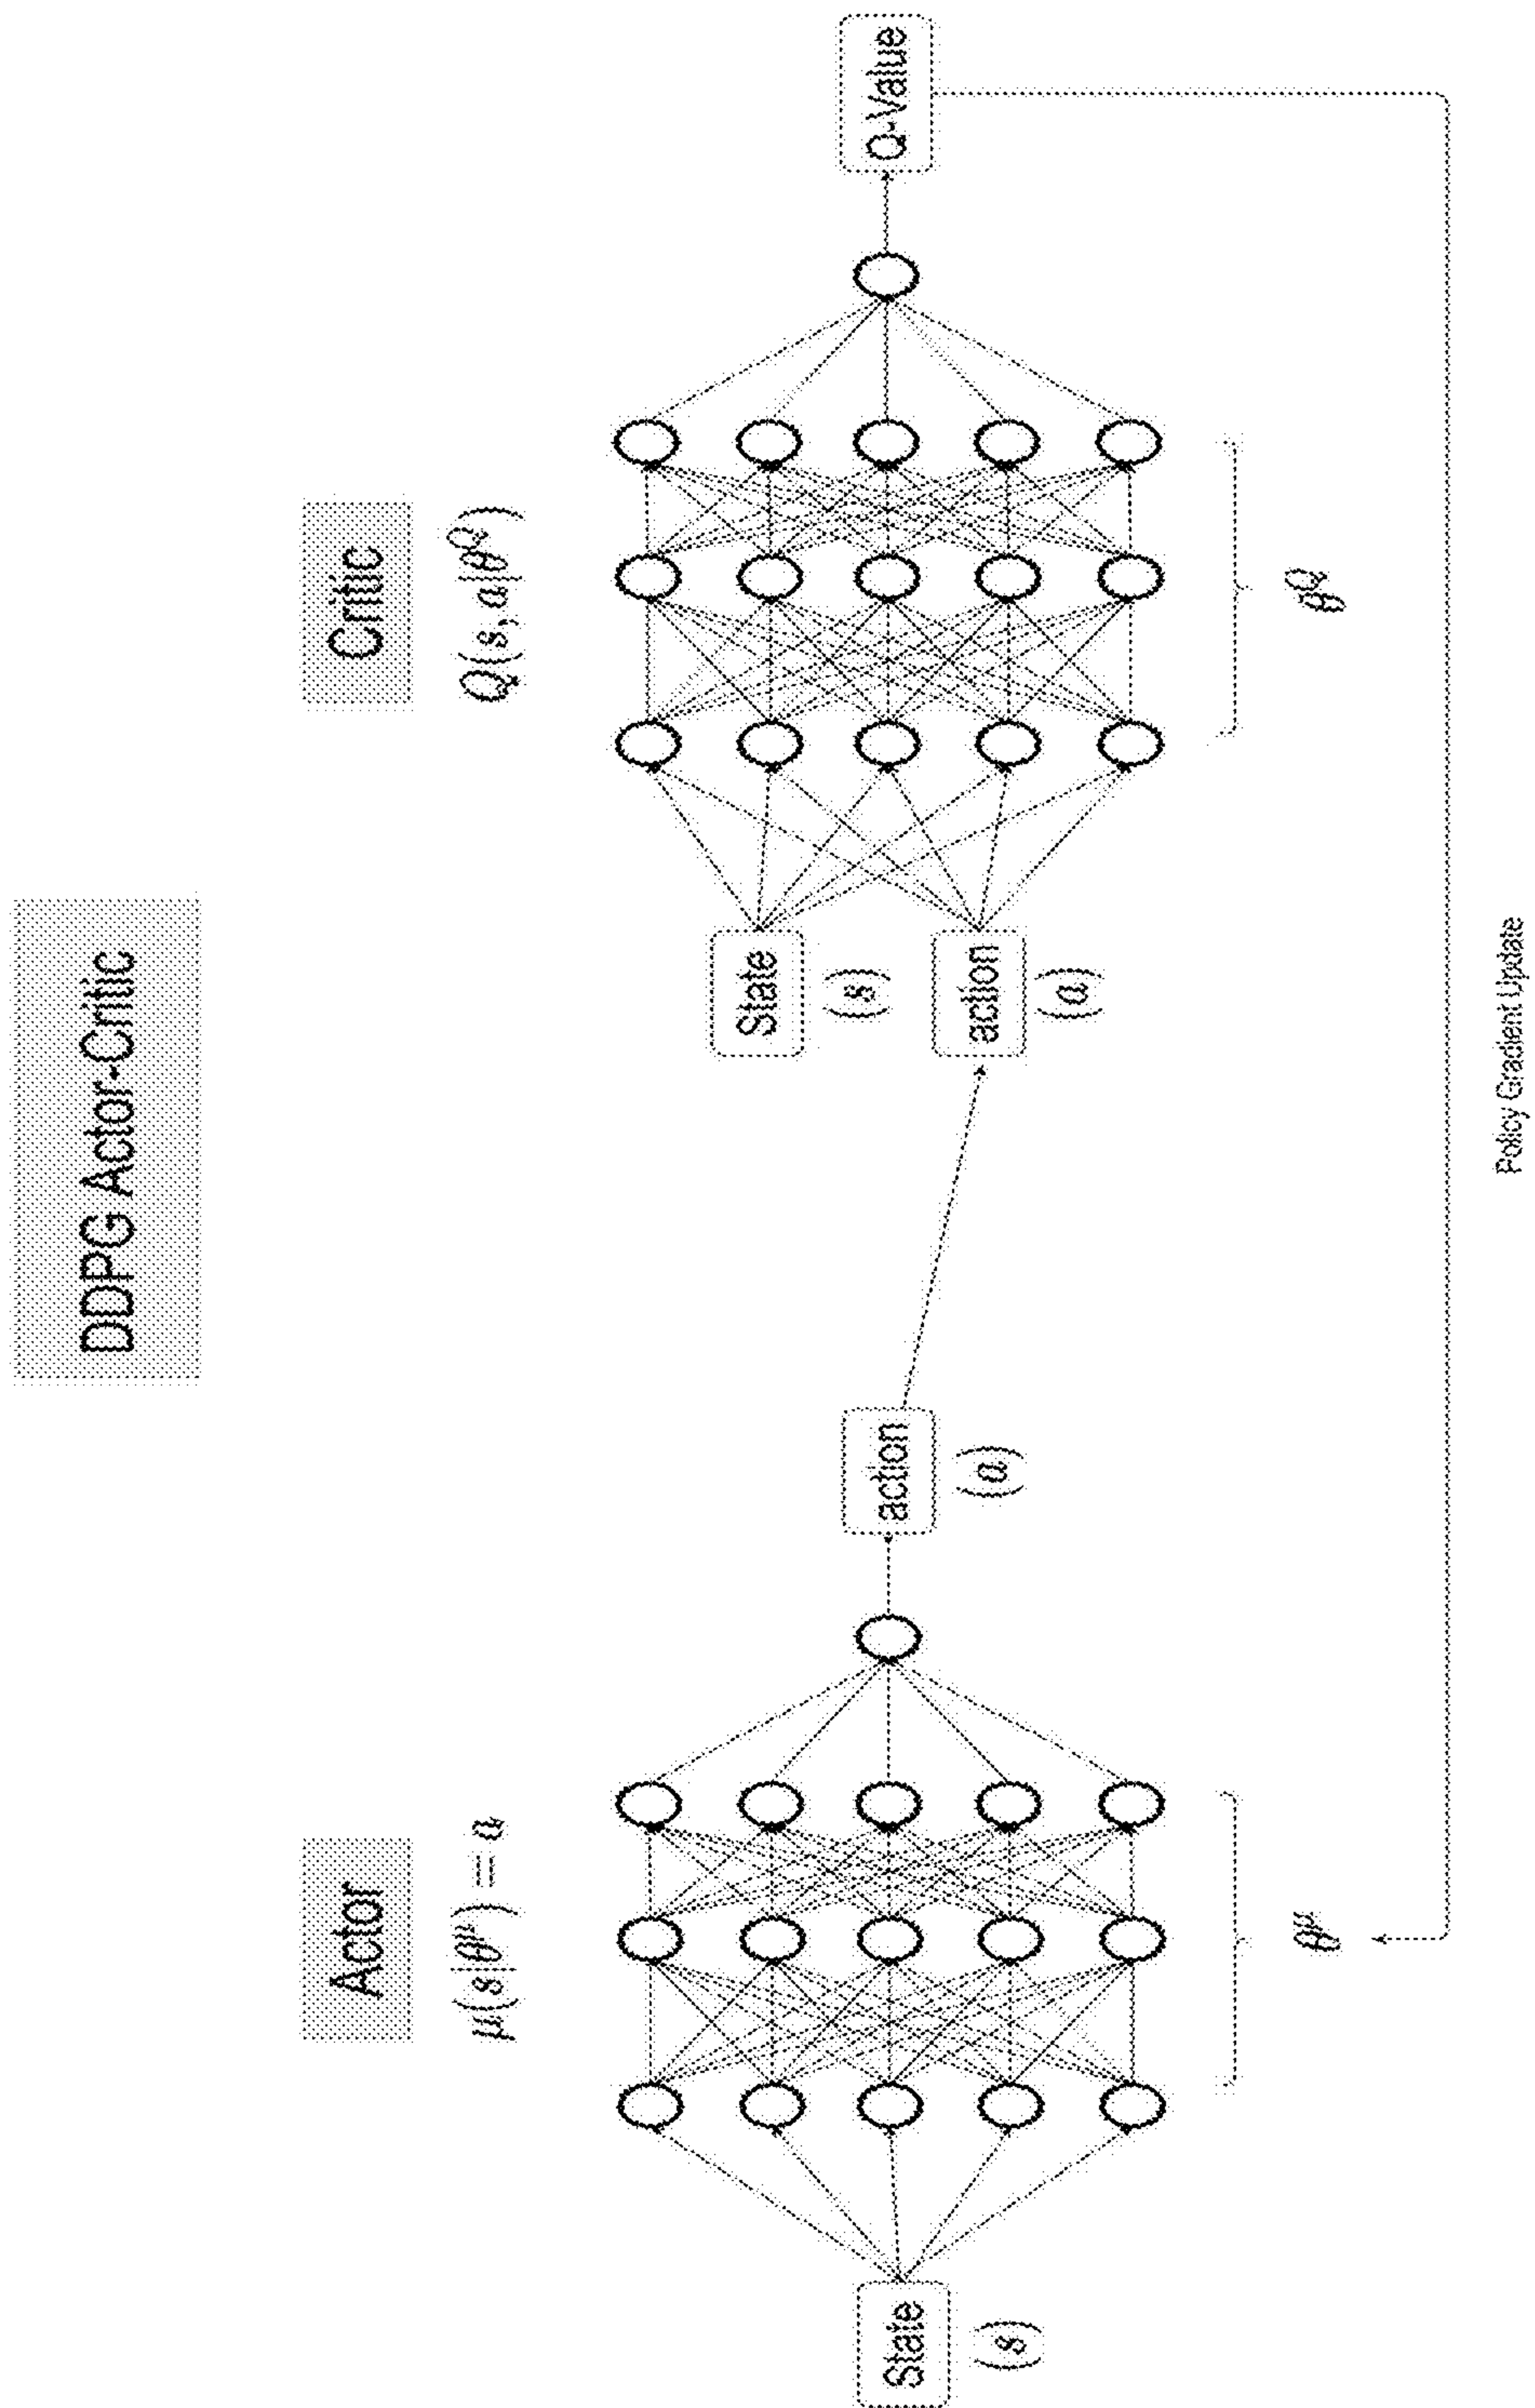 DDPG Actor-Critic
Actor
μ(s|θ^μ) = a
State
(s)
θ^μ
action
(a)
Critic
Q(s, a|θ^Q)
State
(s)
action
(a)
θ^Q
Q-Value
Policy Gradient Update